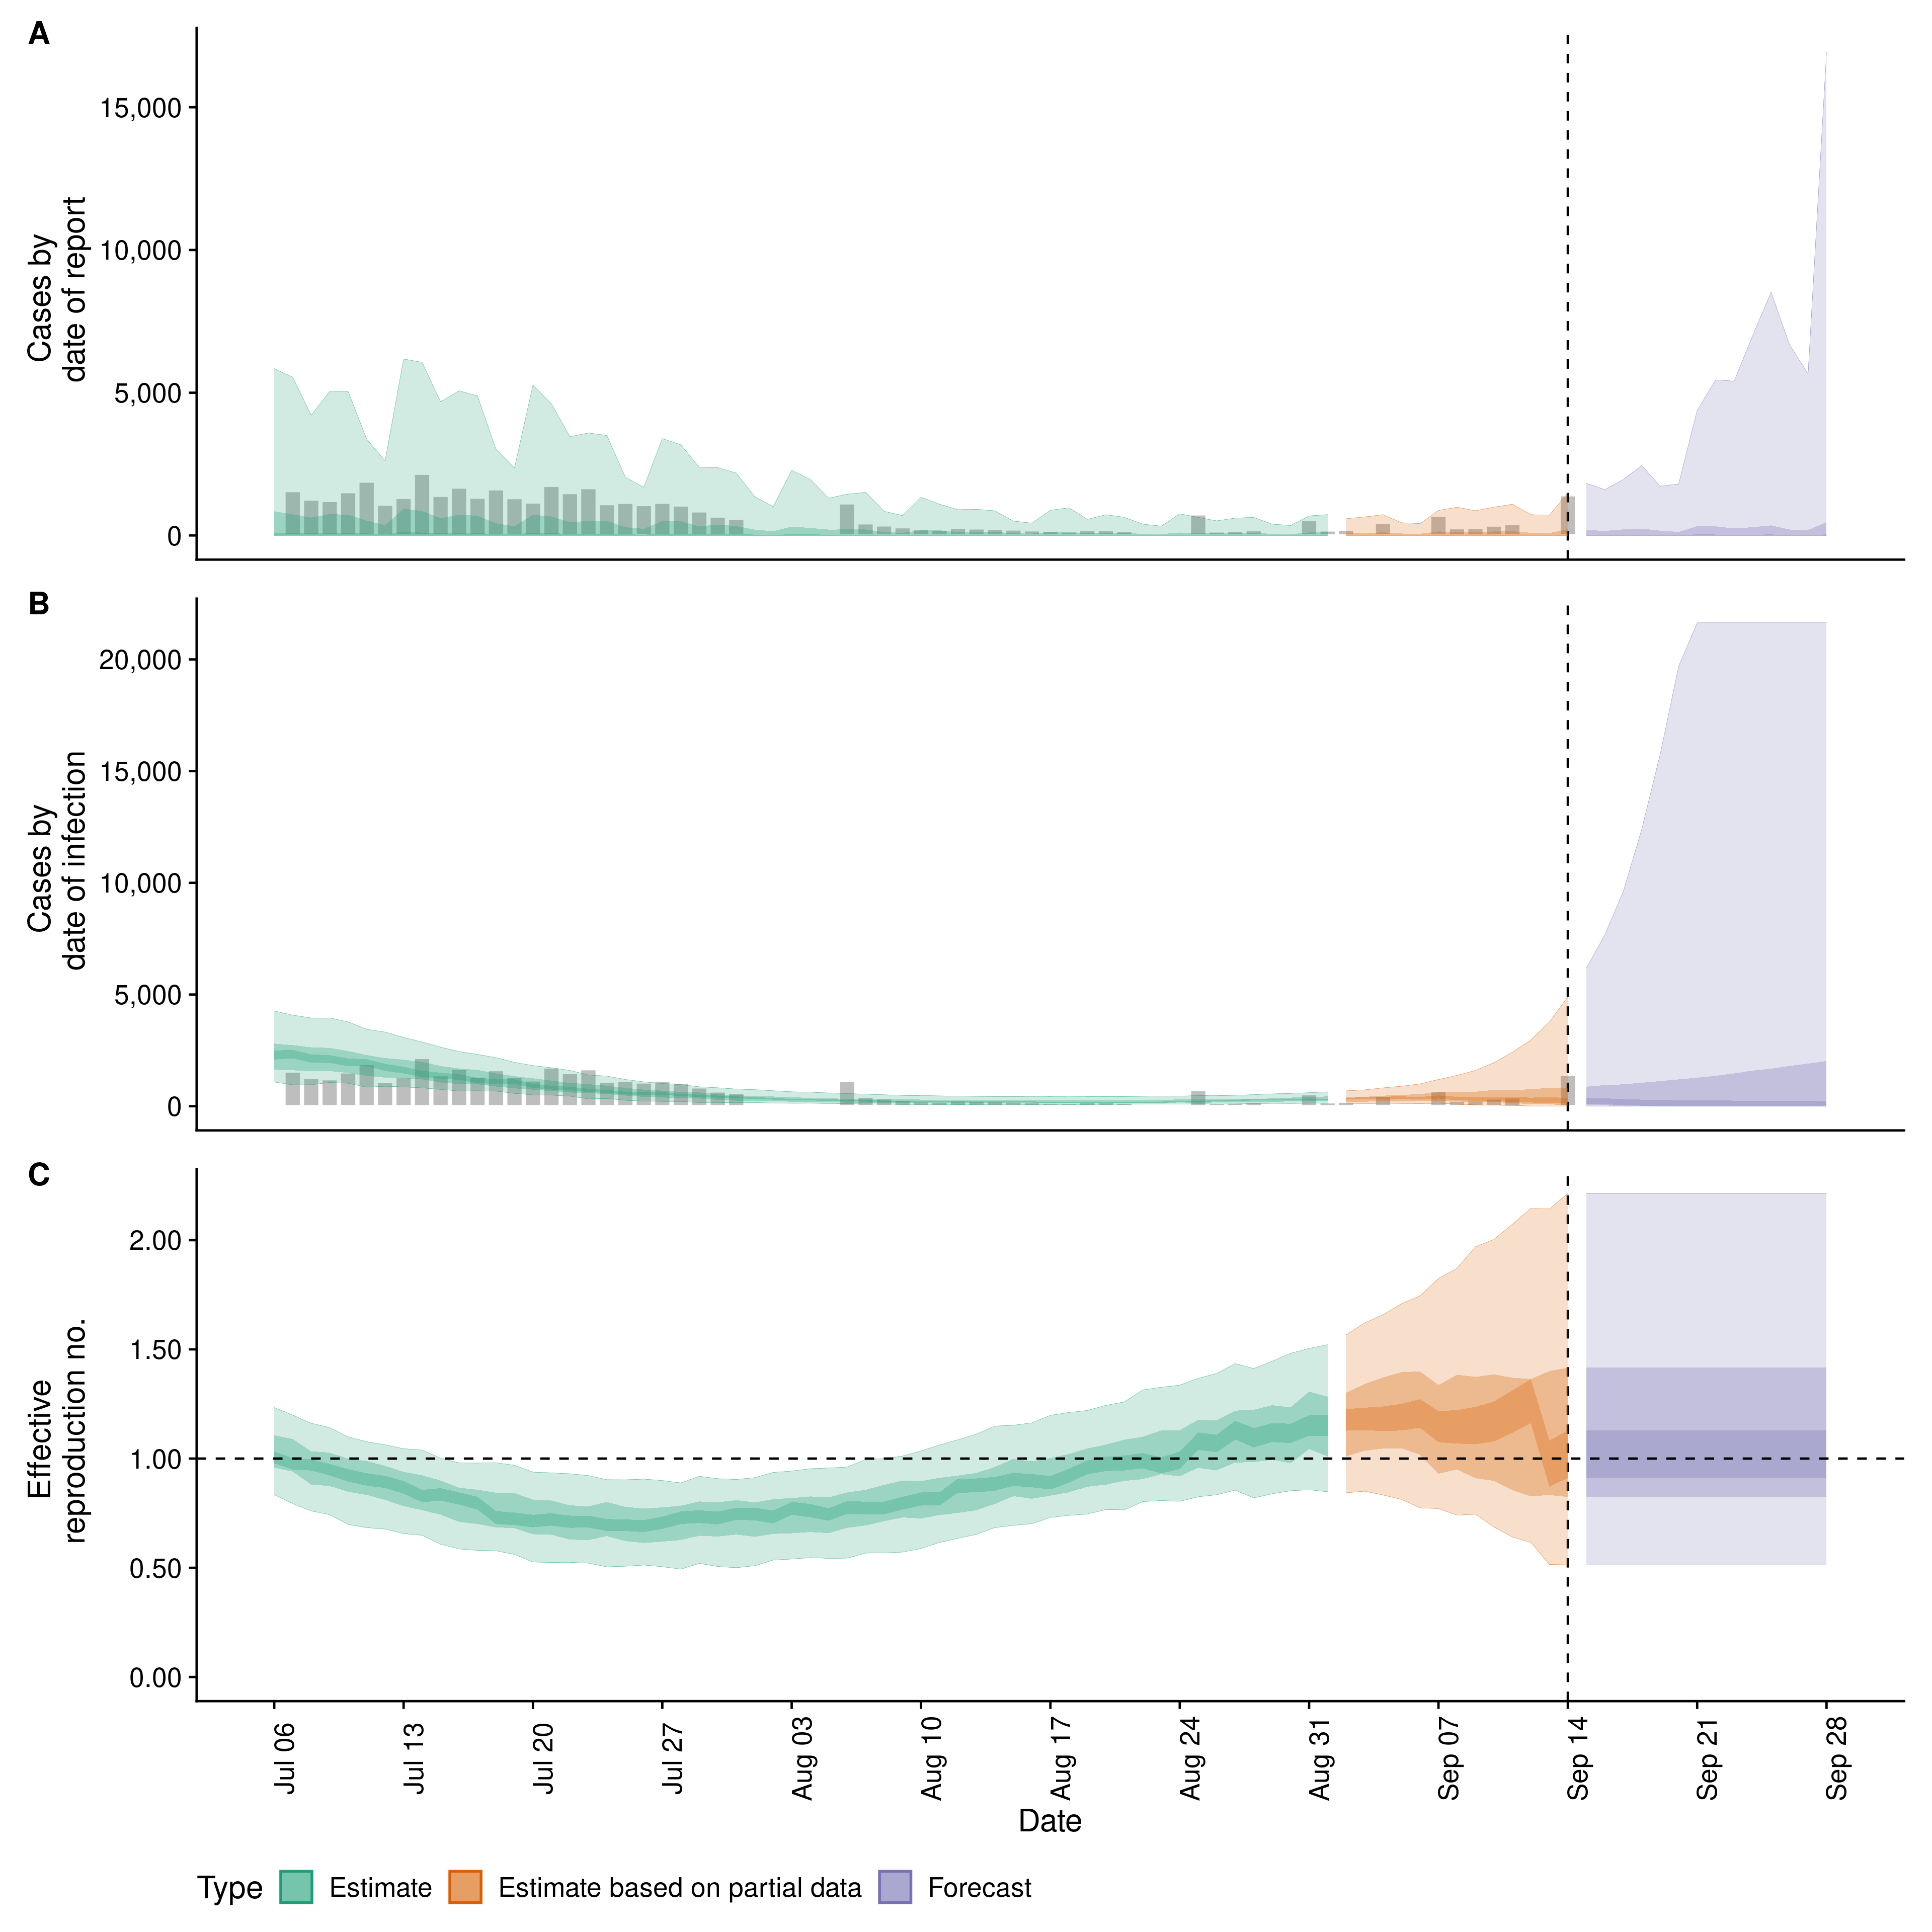 A
15,000
10,000
5,000
0
Cases by
date of report
B
20,000
15,000
10,000
5,000
0
Cases by
date of infection
C
2.00
1.50
1.00
0.50
0.00
Effective
reproduction no.
Jul 06
Jul 13
Jul 20
Jul 27
Aug 03
Aug 10
Aug 17
Aug 24
Aug 31
Sep 07
Sep 14
Sep 21
Sep 28
Date
Type Estimate Estimate based on partial data Forecast